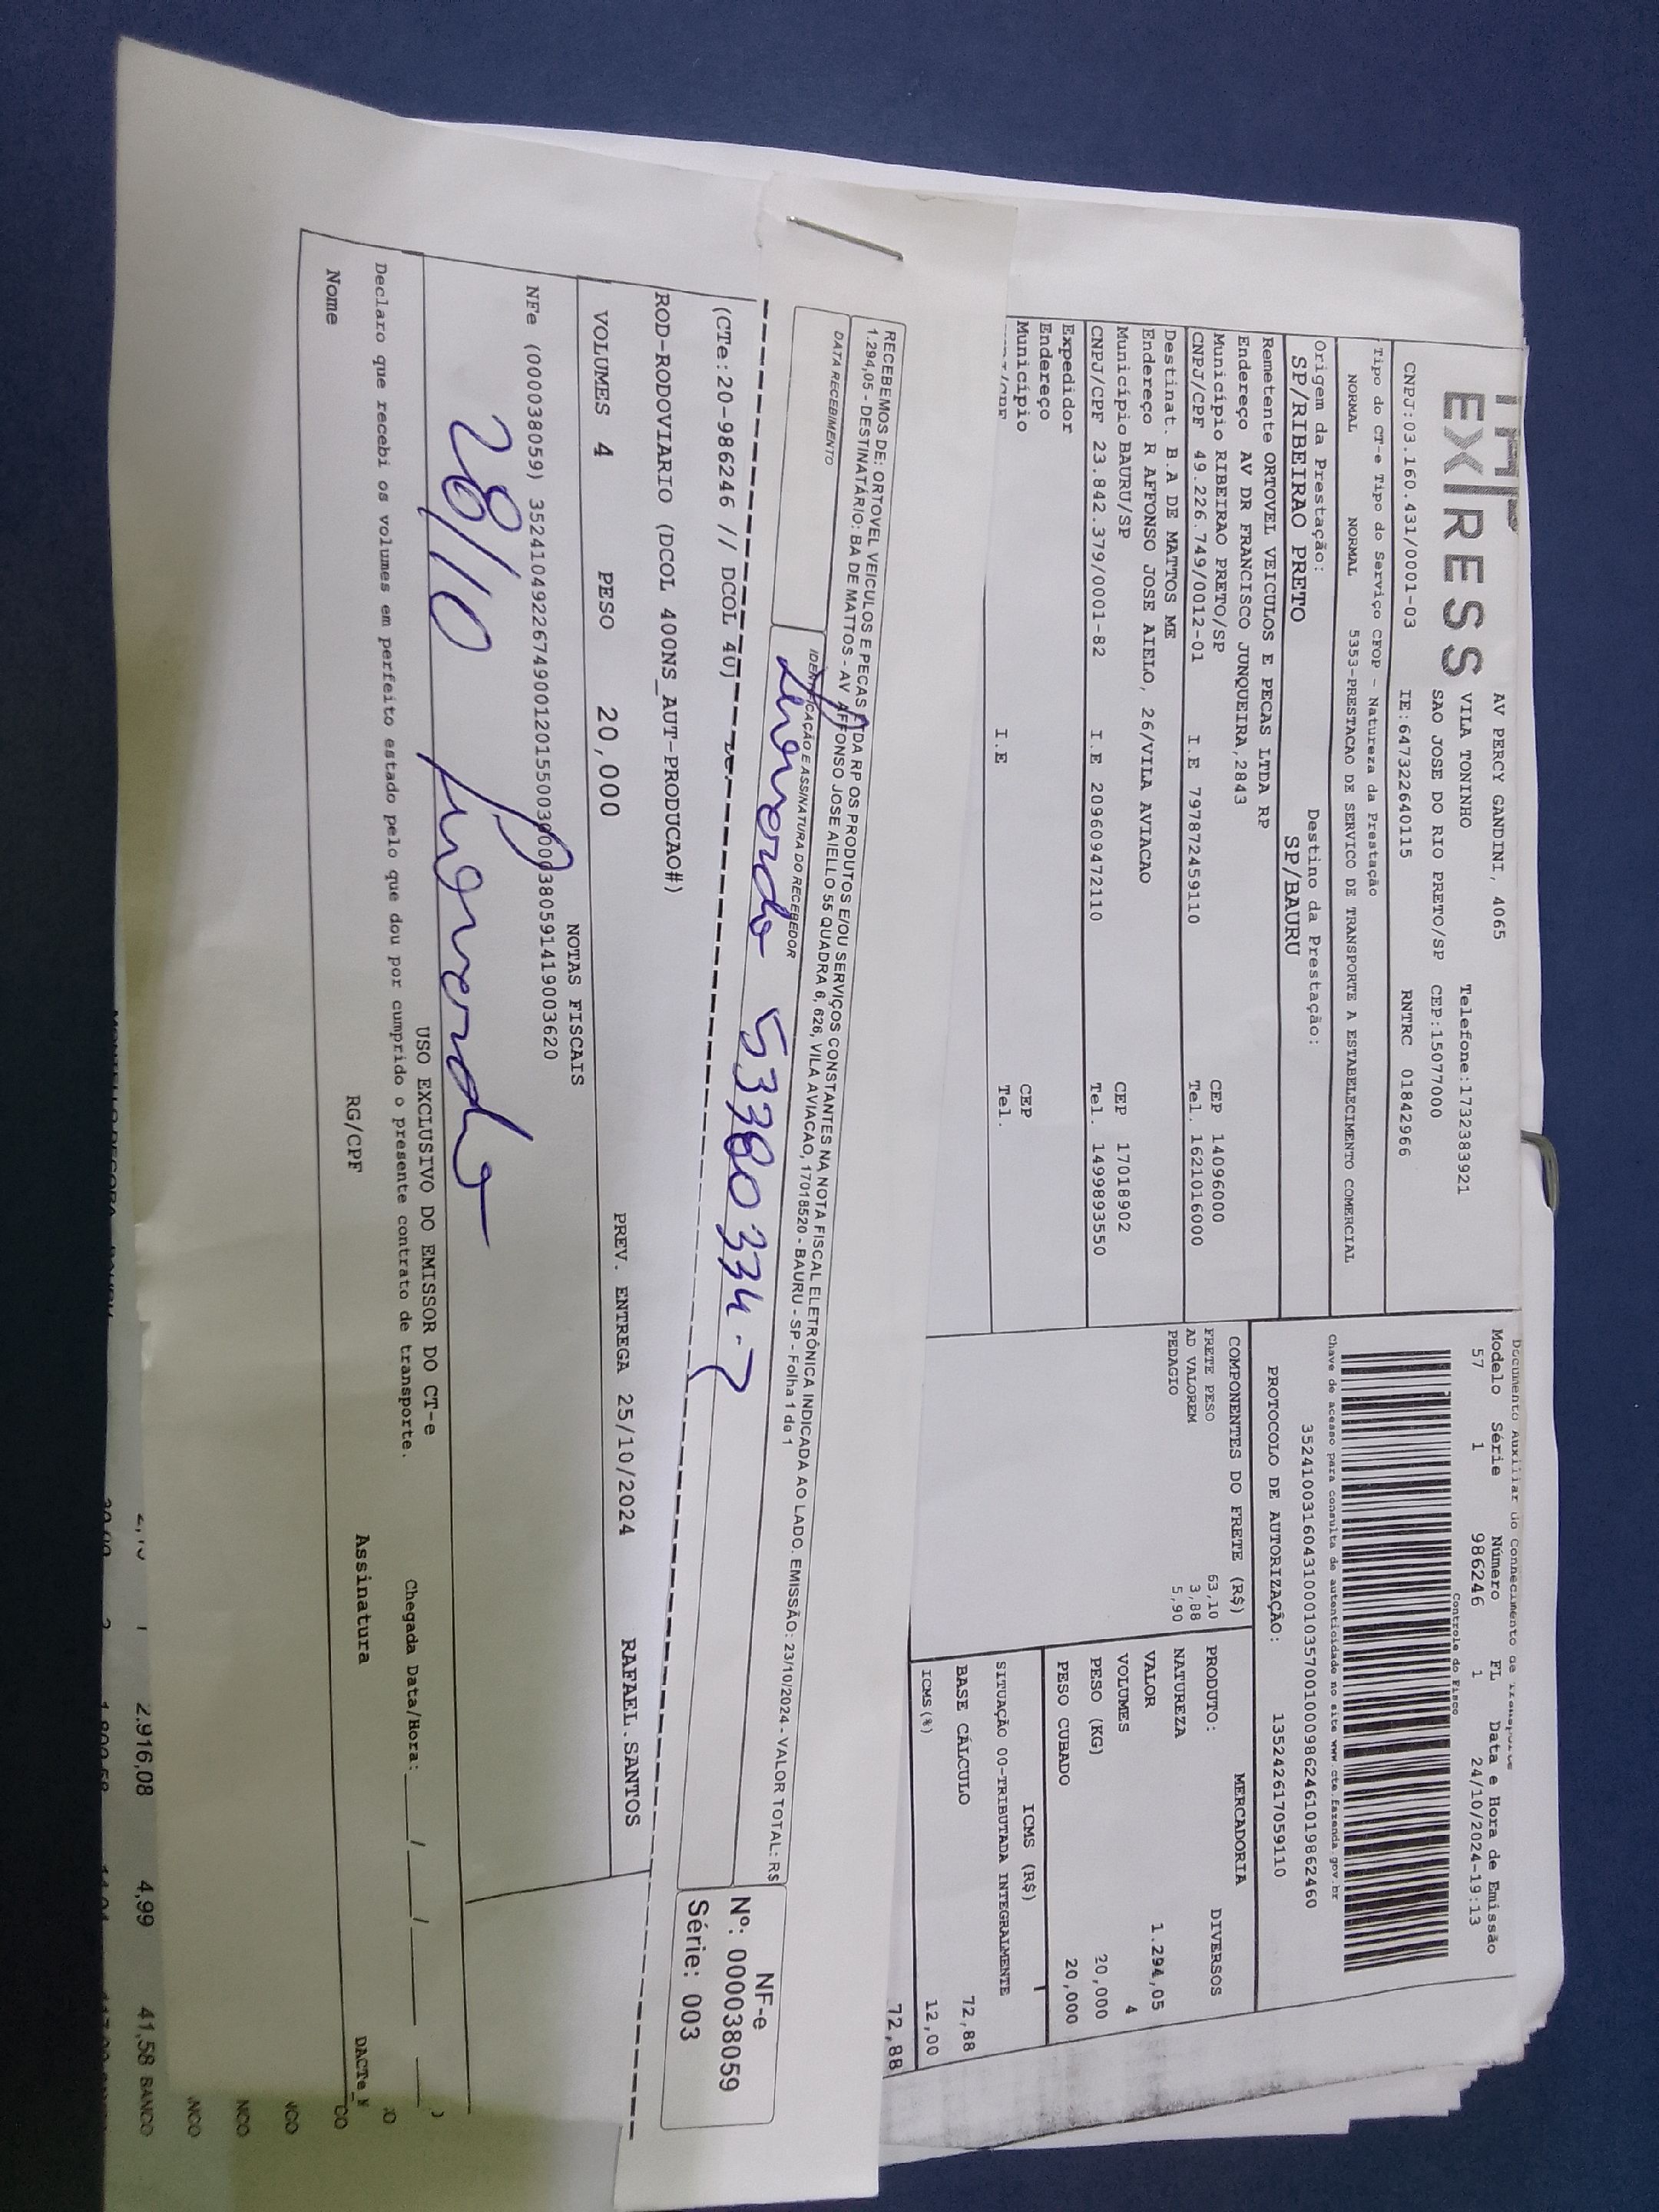 EXPRESS
AV PERCY GANDINI, 4065
VILA TONINHO
SAO JOSE DO RIO PRETO/SP
Telefone:1732383921
CEP:15077000
CNPJ:03.160.431/0001-03 IE:647322640115 RNTRC 01842966
Tipo do CT-e Tipo do Serviço CFOP - Natureza da Prestação
NORMAL NORMAL 5353-PRESTACAO DE SERVICO DE TRANSPORTE A ESTABELECIMENTO COMERCIAL
Origem da Prestação: Destino da Prestação:
SP/RIBEIRAO PRETO SP/BAURU
Remetente ORTOVEL VEICULOS E PECAS LTDA RP
Endereço AV DR FRANCISCO JUNQUEIRA,2843
Município RIBEIRAO PRETO/SP CEP 14096000
CNPJ/CPF 49.226.749/0012-01 I.E 797872459110 Tel. 1621016000
Destinat. B.A DE MATTOS ME
Endereço R AFFONSO JOSE AIELO, 26/VILA AVIACAO
Município BAURU/SP CEP 17018902
CNPJ/CPF 23.842.379/0001-82 I.E 209609472110 Tel. 1499893550
Expedidor
Endereço
Município CEP
I.E Tel.
Documento Auxiliar do Conhecimento de Transporte
Modelo Série Número FL Data e Hora de Emissão
57 1 986246 1 24/10/2024-19:13
Controle do Fisco
Chave de acesso para consulta de autenticidade no site www.cte.fazenda.gov.br
35241003160431000103570010009862461019862460
PROTOCOLO DE AUTORIZAÇÃO: 135242617059110
COMPONENTES DO FRETE (R$)
FRETE PESO 63,10
AD VALOREM 3,88
PEDAGIO 5,90
MERCADORIA
PRODUTO: DIVERSOS
NATUREZA
VALOR 1.294,05
VOLUMES 4
PESO (KG) 20,000
PESO CUBADO 20,000
ICMS (R$)
SITUAÇÃO 00-TRIBUTADA INTEGRALMENTE
BASE CÁLCULO 72,88
ICMS(%) 12,00
72,88
RECEBEMOS DE: ORTOVEL VEICULOS E PECAS LTDA RP OS PRODUTOS E/OU SERVIÇOS CONSTANTES NA NOTA FISCAL ELETRÔNICA INDICADA AO LADO. EMISSÃO: 23/10/2024 - VALOR TOTAL: R$
1.294,05 - DESTINATÁRIO: BA DE MATTOS - AV AFFONSO JOSE AIELLO 55 QUADRA 6, 626, VILA AVIACAO, 17018520 - BAURU - SP - Folha 1 de 1
DATA RECEBIMENTO IDENTIFICAÇÃO E ASSINATURA DO RECEBEDOR
53380334-7
NF-e
Nº: 000038059
Série: 003
(CTe:20-986246 // DCOL 40)
ROD-RODOVIARIO (DCOL 400NS_AUT-PRODUCAO#)
VOLUMES 4 PESO 20,000 PREV. ENTREGA 25/10/2024 RAFAEL.SANTOS
NOTAS FISCAIS
NFe (000038059) 35241049226749001201550030000380591419003620
28/10
USO EXCLUSIVO DO EMISSOR DO CT-e
Declaro que recebi os volumes em perfeito estado pelo que dou por cumprido o presente contrato de transporte.
Chegada Data/Hora:
Nome RG/CPF Assinatura
2.916,08 4,99 41,58 BANCO